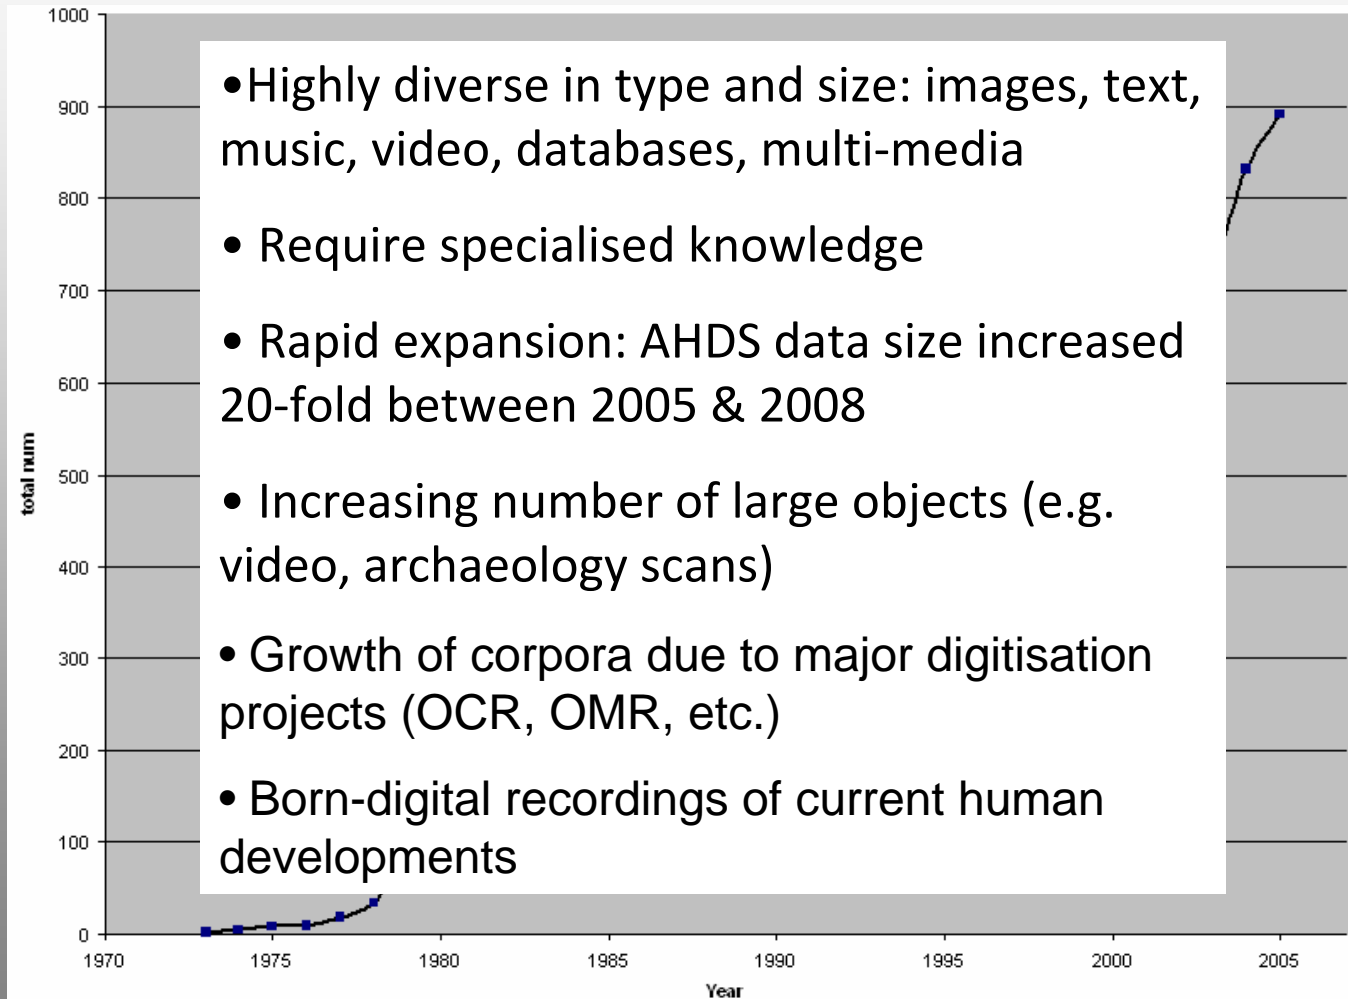 1000
900
800
700
600
500
400
300
200
100
0
total num
•Highly diverse in type and size: images, text,
music, video, databases, multi-media
• Require specialised knowledge
• Rapid expansion: AHDS data size increased
20-fold between 2005 & 2008
• Increasing number of large objects (e.g.
video, archaeology scans)
• Growth of corpora due to major digitisation
projects (OCR, OMR, etc.)
• Born-digital recordings of current human
developments
1970 1975 1980 1985 1990 1995 2000 2005
Year